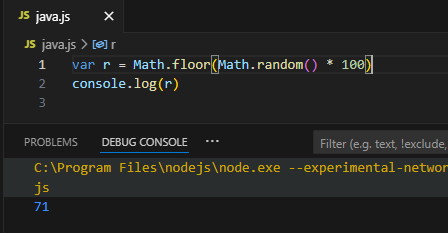 JS java.js
JS java.js > r
1 var r = Math.floor(Math.random() * 100)
2 console.log(r)
3
PROBLEMS DEBUG CONSOLE ... Filter (e.g. text, !exclude,
C:\Program Files\nodejs\node.exe --experimental-networ
js
71